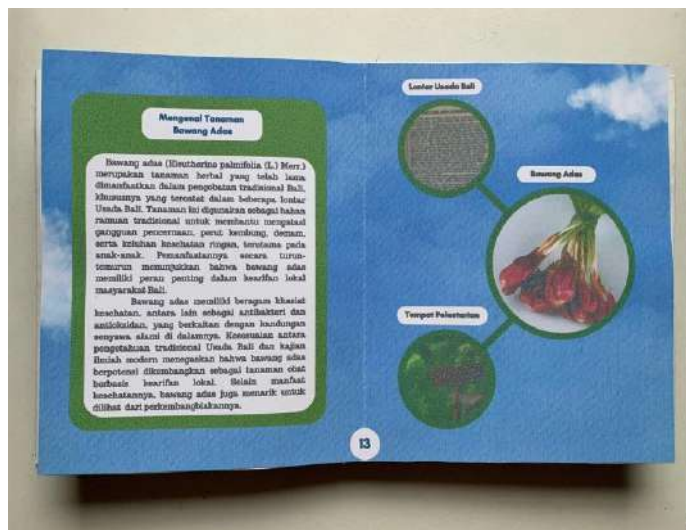 Mengenal Tanaman
Bawang Adas
Bawang adas (Eleutherine palmifolia (L.) Merr.)
merupakan tanaman herbal yang telah lama
dimanfaatkan dalam pengobatan tradisional Bali,
khususnya yang tercatat dalam beberapa lontar
Usada Bali. Tanaman ini digunakan sebagai bahan
ramuan tradisional untuk membantu mengatasi
gangguan pencernaan, perut kembung, demam,
serta keluhan kesehatan ringan, terutama pada
anak-anak. Pemanfaatannya secara turun-
temurun menunjukkan bahwa bawang adas
memiliki peran penting dalam kearifan lokal
masyarakat Bali.
Bawang adas memiliki beragam khasiat
kesehatan, antara lain sebagai antibakteri dan
antioksidan, yang berkaitan dengan kandungan
senyawa alami di dalamnya. Kesesuaian antara
pengetahuan tradisional Usada Bali dan kajian
ilmiah modern menegaskan bahwa bawang adas
berpotensi dikembangkan sebagai tanaman obat
berbasis kearifan lokal. Selain manfaat
kesehatannya, bawang adas juga menarik untuk
dilihat dari perkembangbiakannya.
Lontar Usada Bali
Bawang Adas
Tempat Pelestarian
13